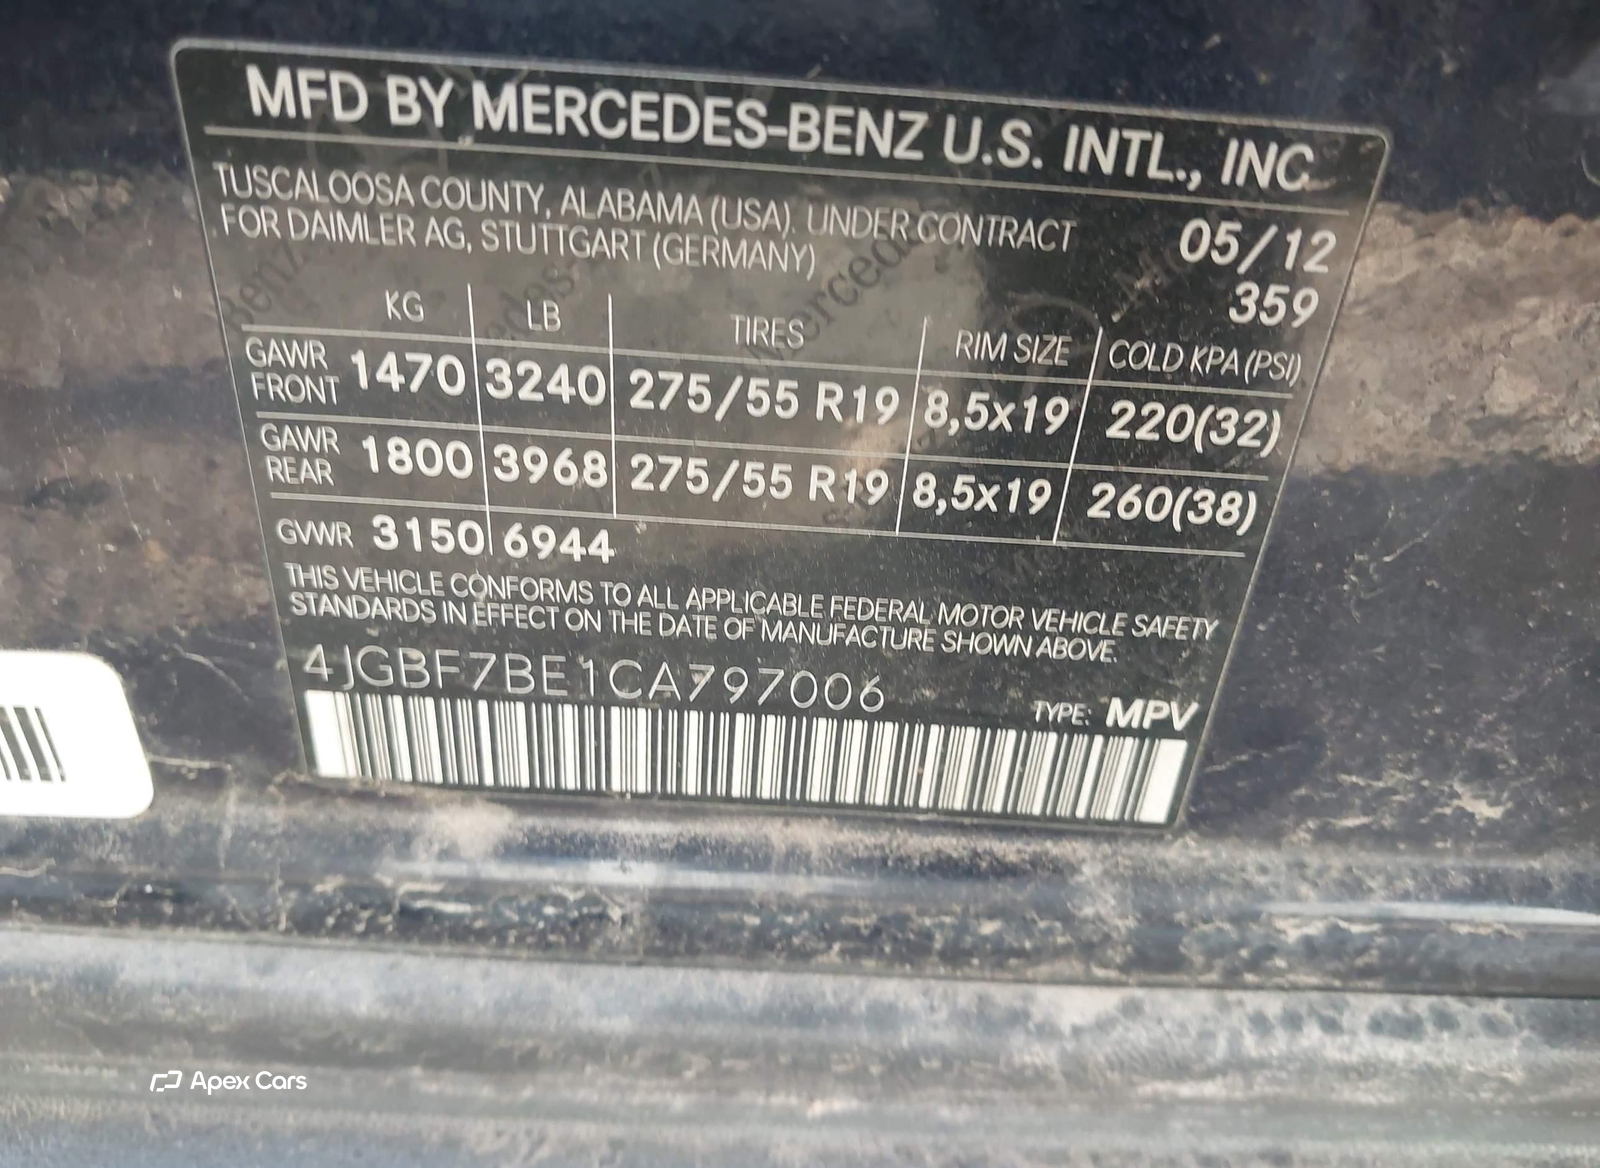 MFD BY MERCEDES-BENZ U.S. INTL., INC
TUSCALOOSA COUNTY, ALABAMA (USA). UNDER CONTRACT
FOR DAIMLER AG, STUTTGART (GERMANY)
05/12
359
KG LB TIRES RIM SIZE COLD KPA (PSI)
GAWR FRONT 1470 3240 275/55 R19 8,5x19 220(32)
GAWR REAR 1800 3968 275/55 R19 8,5x19 260(38)
GVWR 3150 6944
THIS VEHICLE CONFORMS TO ALL APPLICABLE FEDERAL MOTOR VEHICLE SAFETY
STANDARDS IN EFFECT ON THE DATE OF MANUFACTURE SHOWN ABOVE.
4JGBF7BE1CA797006
TYPE: MPV
Apex Cars